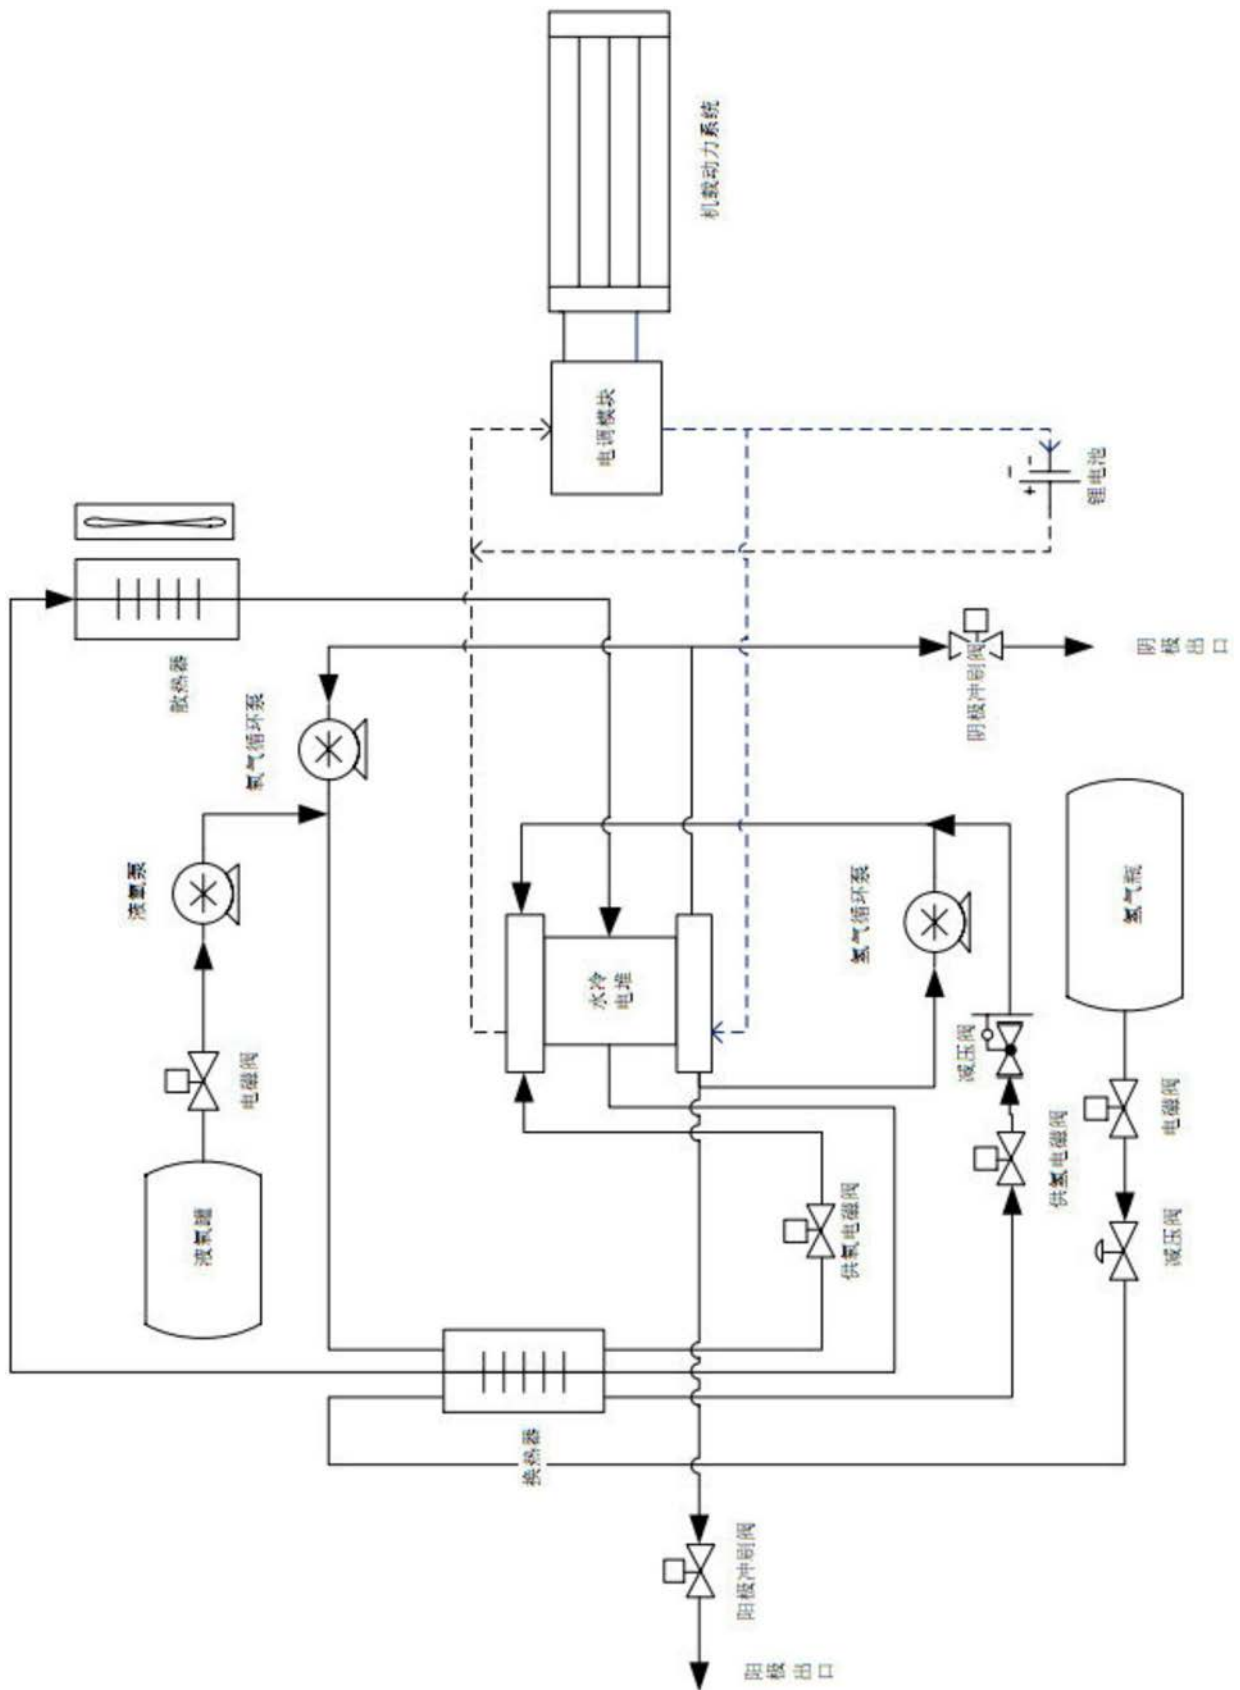 机载动力系统
电调模块
锂电池
+
-
-
散热器
氧气循环泵
液氧泵
电磁阀
液氧罐
水冷
电堆
氢气循环泵
阴极冲刷阀
阴极出口
氢气瓶
减压阀
供氢电磁阀
电磁阀
减压阀
供氧电磁阀
换热器
阳极冲刷阀
阳极出口